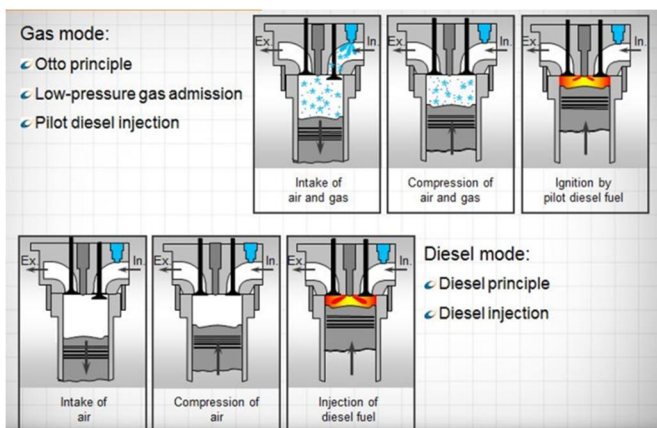 Gas mode:
Otto principle
Low-pressure gas admission
Pilot diesel injection
Ex. In.
Intake of
air and gas
Ex. In.
Compression of
air and gas
Ex. In.
Ignition by
pilot diesel fuel
Ex. In.
Intake of
air
Ex. In.
Compression of
air
Ex. In.
Injection of
diesel fuel
Diesel mode:
Diesel principle
Diesel injection